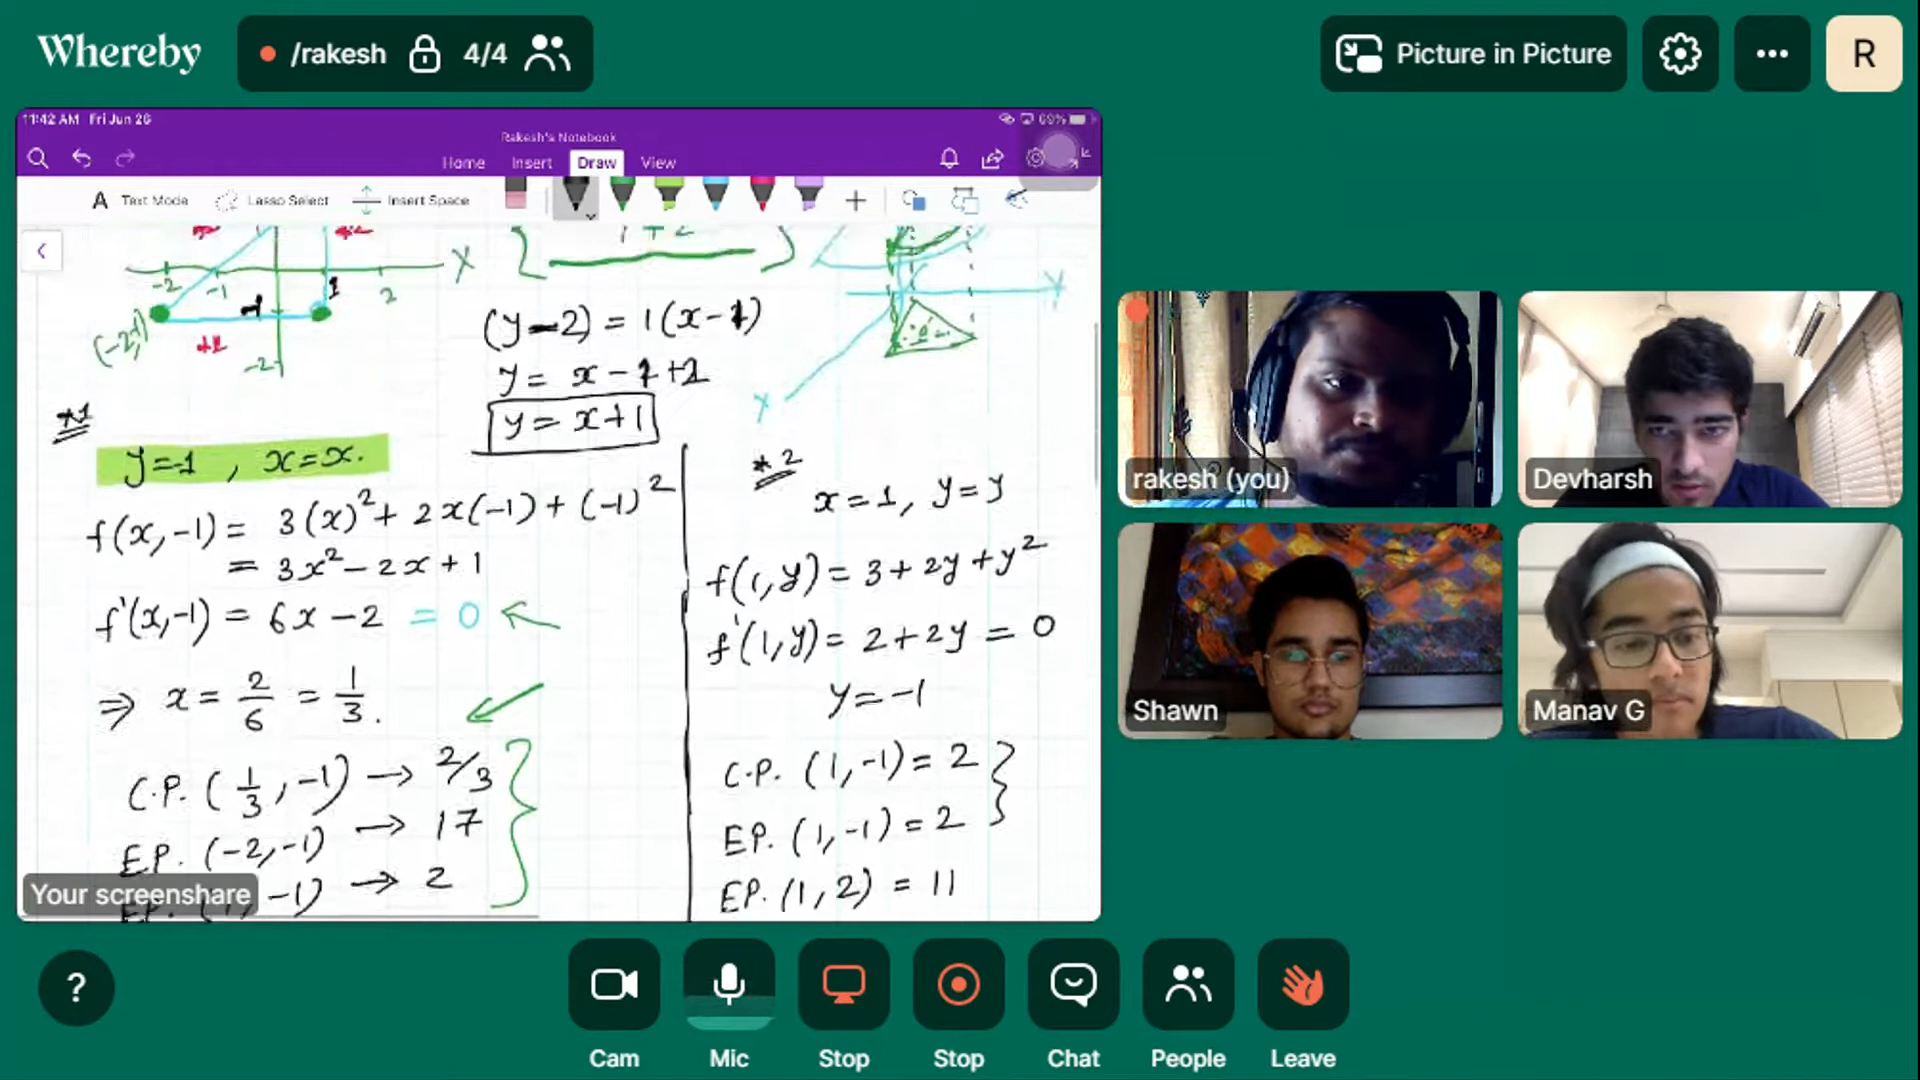 Whereby
/rakesh 4/4
Picture in Picture
R
11:42 AM Fri Jun 26
69%
Rakesh's Notebook
Home Insert Draw View
A Text Mode Lasso Select Insert Space
X
-2 -1 1 2
-1
-2
+2
1+2
(y-2) = 1(x-1)
y = x-1+2
y = x+1
Y
X
*1
y=-1 , x=x.
f(x,-1) = 3(x)²+ 2x(-1)+(-1)²
= 3x²-2x+1
f'(x,-1) = 6x-2 = 0
⇒ x = 2/6 = 1/3.
C.P. (1/3, -1) → 2/3
E.P. (-2,-1) → 17
E.P. (1, -1) → 2
*2
x=1, y=y
f(1,y) = 3+2y+y²
f'(1,y) = 2+2y = 0
y=-1
C.P. (1,-1) = 2
E.P. (1,-1) = 2
E.P. (1,2) = 11
Your screenshare
rakesh (you)
Devharsh
Shawn
Manav G
?
Cam Mic Stop Stop Chat People Leave